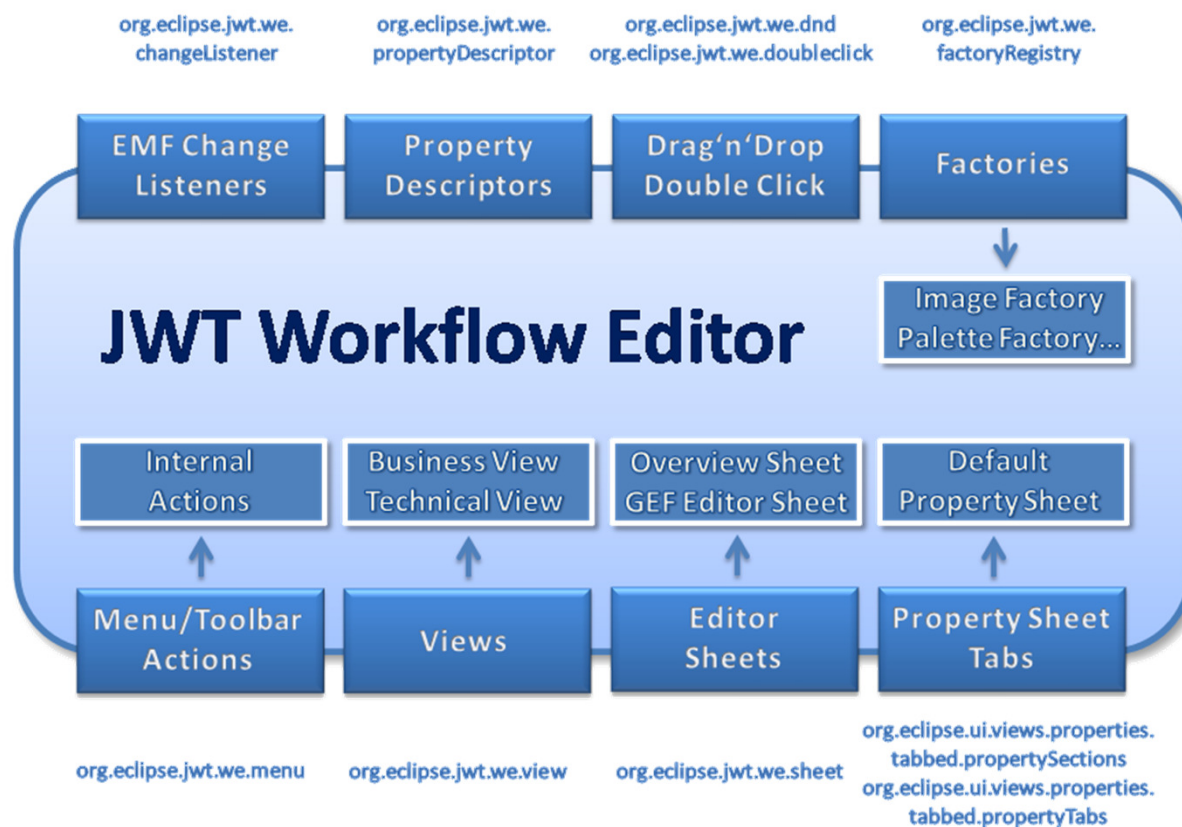 org.eclipse.jwt.we.
changeListener
org.eclipse.jwt.we.
propertyDescriptor
org.eclipse.jwt.we.dnd
org.eclipse.jwt.we.doubleclick
org.eclipse.jwt.we.
factoryRegistry
EMF Change
Listeners
Property
Descriptors
Drag‘n‘Drop
Double Click
Factories
Image Factory
Palette Factory...
JWT Workflow Editor
Internal
Actions
Business View
Technical View
Overview Sheet
GEF Editor Sheet
Default
Property Sheet
Menu/Toolbar
Actions
Views
Editor
Sheets
Property Sheet
Tabs
org.eclipse.jwt.we.menu
org.eclipse.jwt.we.view
org.eclipse.jwt.we.sheet
org.eclipse.ui.views.properties.
tabbed.propertySections
org.eclipse.ui.views.properties.
tabbed.propertyTabs